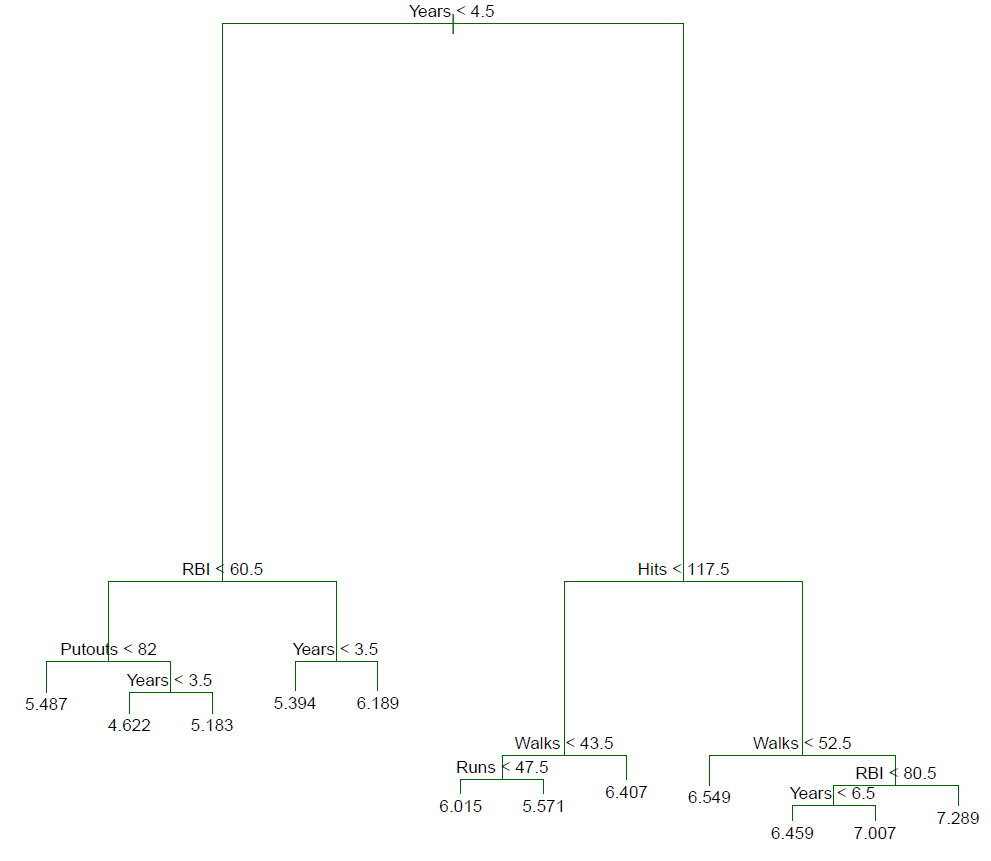 Years < 4.5
RBI < 60.5
Hits < 117.5
Putouts < 82
Years < 3.5
Years < 3.5
5.487
4.622
5.183
5.394
6.189
Walks < 43.5
Walks < 52.5
Runs < 47.5
RBI < 80.5
Years < 6.5
6.015
5.571
6.407
6.549
6.459
7.007
7.289